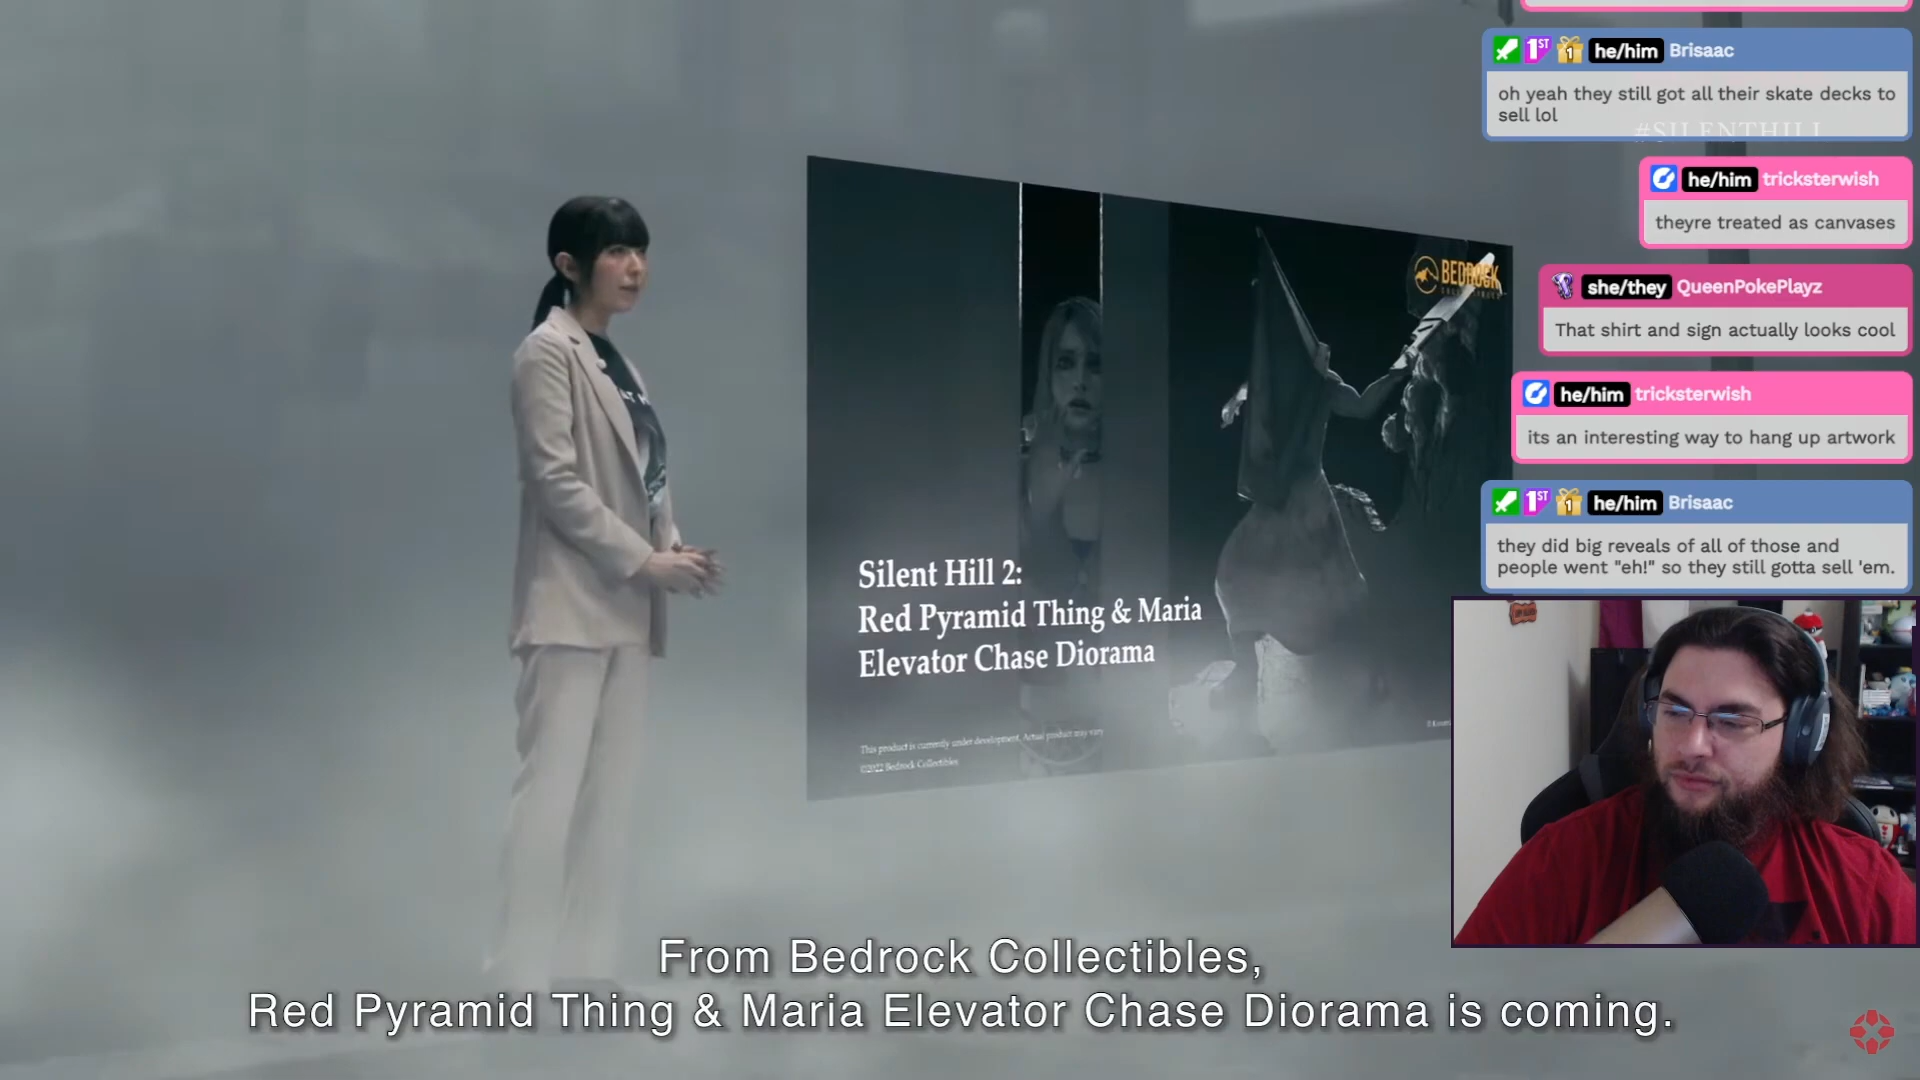 he/him Brisaac
oh yeah they still got all their skate decks to
sell lol
#SILENTHILL
he/him tricksterwish
theyre treated as canvases
she/they QueenPokePlayz
That shirt and sign actually looks cool
he/him tricksterwish
its an interesting way to hang up artwork
1ST 1 he/him Brisaac
they did big reveals of all of those and
people went "eh!" so they still gotta sell 'em.
BEDROCK
Silent Hill 2:
Red Pyramid Thing & Maria
Elevator Chase Diorama
This product is currently under development. Actual product may vary
©2022 Bedrock Collectibles
From Bedrock Collectibles,
Red Pyramid Thing & Maria Elevator Chase Diorama is coming.